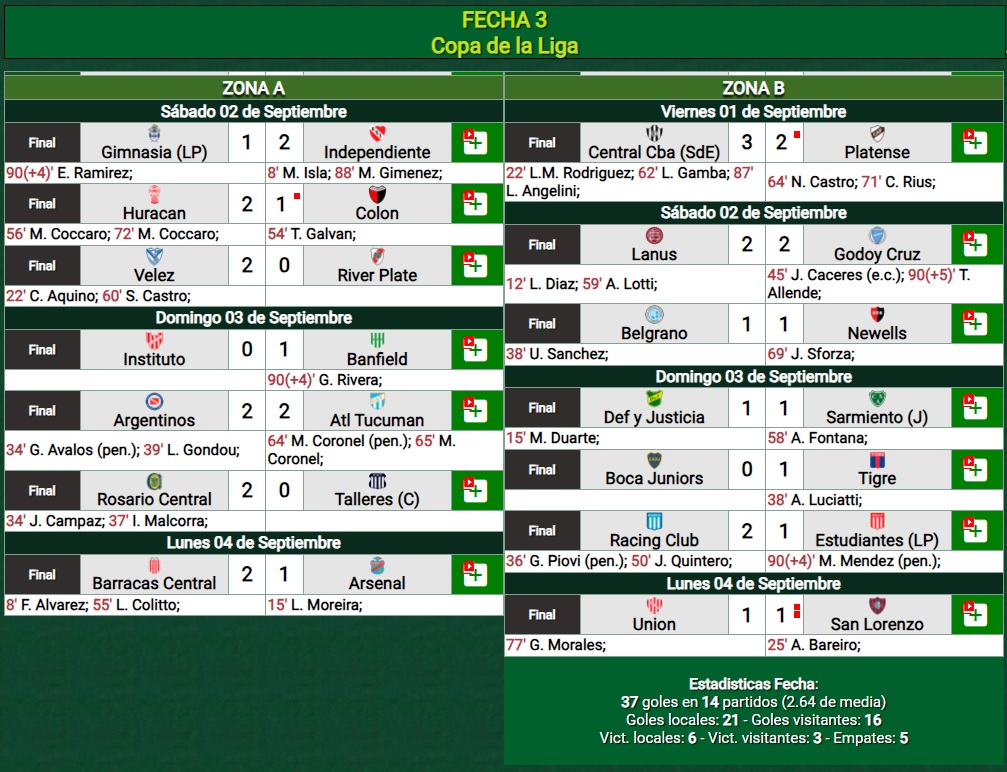 FECHA 3
Copa de la Liga
ZONA A
Sábado 02 de Septiembre
Final Gimnasia (LP) 1 2 Independiente
90(+4)' E. Ramirez; 8' M. Isla; 88' M. Gimenez;
Final Huracan 2 1 Colon
56' M. Coccaro; 72' M. Coccaro; 54' T. Galvan;
Final Velez 2 0 River Plate
22' C. Aquino; 60' S. Castro;
Domingo 03 de Septiembre
Final Instituto 0 1 Banfield
90(+4)' G. Rivera;
Final Argentinos 2 2 Atl Tucuman
34' G. Avalos (pen.); 39' L. Gondou; 64' M. Coronel (pen.); 65' M.
Coronel;
Final Rosario Central 2 0 Talleres (C)
34' J. Campaz; 37' I. Malcorra;
Lunes 04 de Septiembre
Final Barracas Central 2 1 Arsenal
8' F. Alvarez; 55' L. Colitto; 15' L. Moreira;
ZONA B
Viernes 01 de Septiembre
Final Central Cba (SdE) 3 2 Platense
22' L.M. Rodriguez; 62' L. Gamba; 87'
L. Angelini; 64' N. Castro; 71' C. Rius;
Sábado 02 de Septiembre
Final Lanus 2 2 Godoy Cruz
12' L. Diaz; 59' A. Lotti; 45' J. Caceres (e.c.); 90(+5)' T.
Allende;
Final Belgrano 1 1 Newells
38' U. Sanchez; 69' J. Sforza;
Domingo 03 de Septiembre
Final Def y Justicia 1 1 Sarmiento (J)
15' M. Duarte; 58' A. Fontana;
Final Boca Juniors 0 1 Tigre
38' A. Luciatti;
Final Racing Club 2 1 Estudiantes (LP)
36' G. Piovi (pen.); 50' J. Quintero; 90(+4)' M. Mendez (pen.);
Lunes 04 de Septiembre
Final Union 1 1 San Lorenzo
77' G. Morales; 25' A. Bareiro;
Estadisticas Fecha:
37 goles en 14 partidos (2.64 de media)
Goles locales: 21 - Goles visitantes: 16
Vict. locales: 6 - Vict. visitantes: 3 - Empates: 5